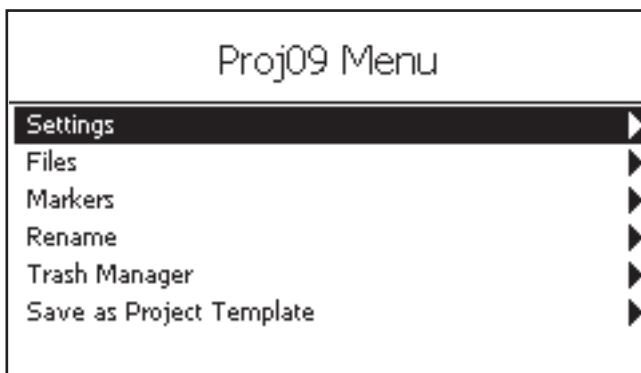 Proj09 Menu
Settings
Files
Markers
Rename
Trash Manager
Save as Project Template